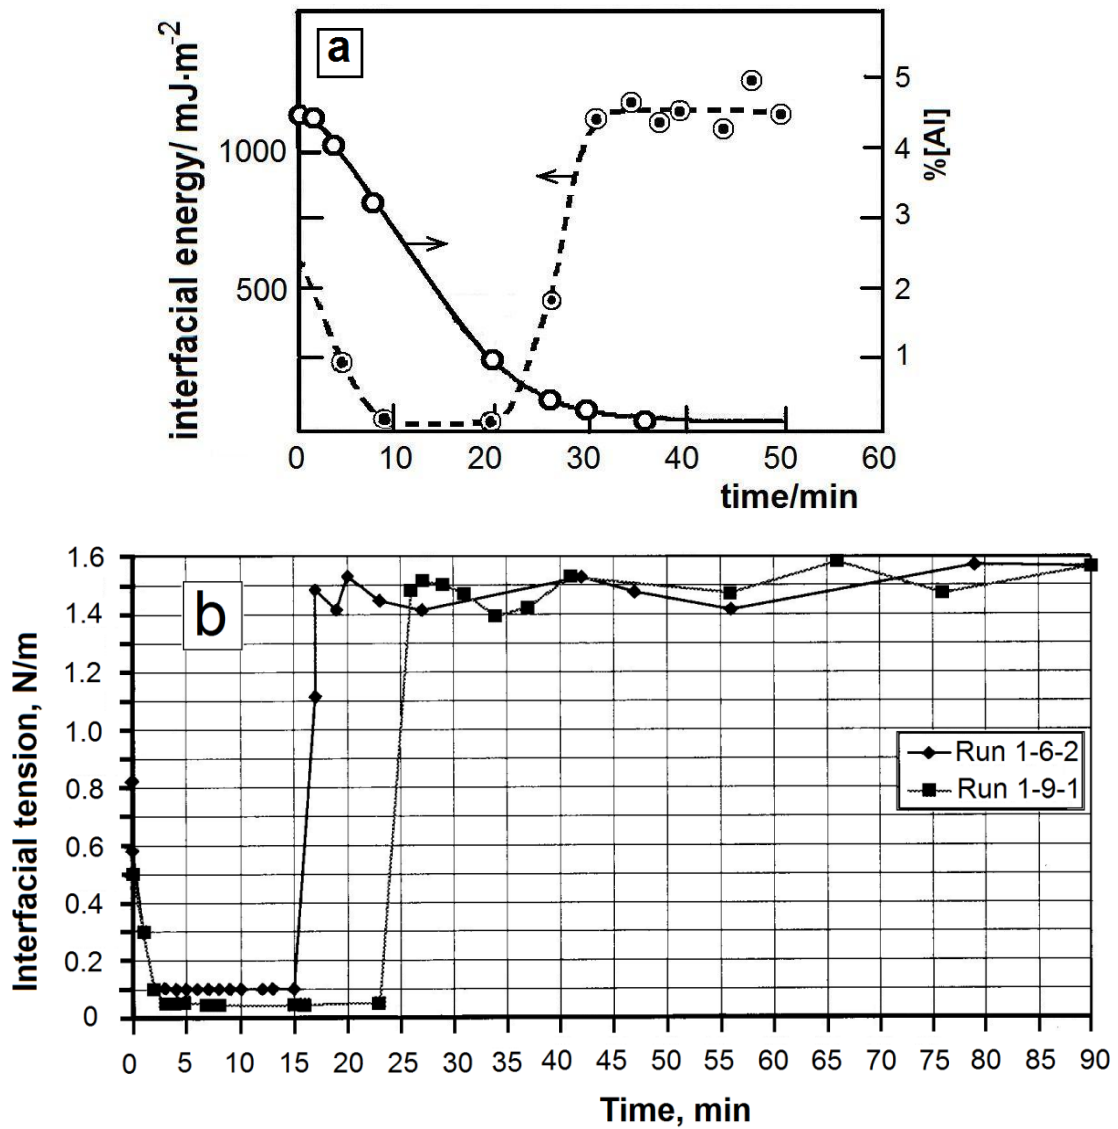 a
interfacial energy/ mJ·m-2
1000
500
5
4
3
2
1
%[Al]
0 10 20 30 40 50 60
time/min
b
Interfacial tension, N/m
1.6
1.4
1.2
1.0
0.8
0.6
0.4
0.2
0
Run 1-6-2
Run 1-9-1
0 5 10 15 20 25 30 35 40 45 50 55 60 65 70 75 80 85 90
Time, min